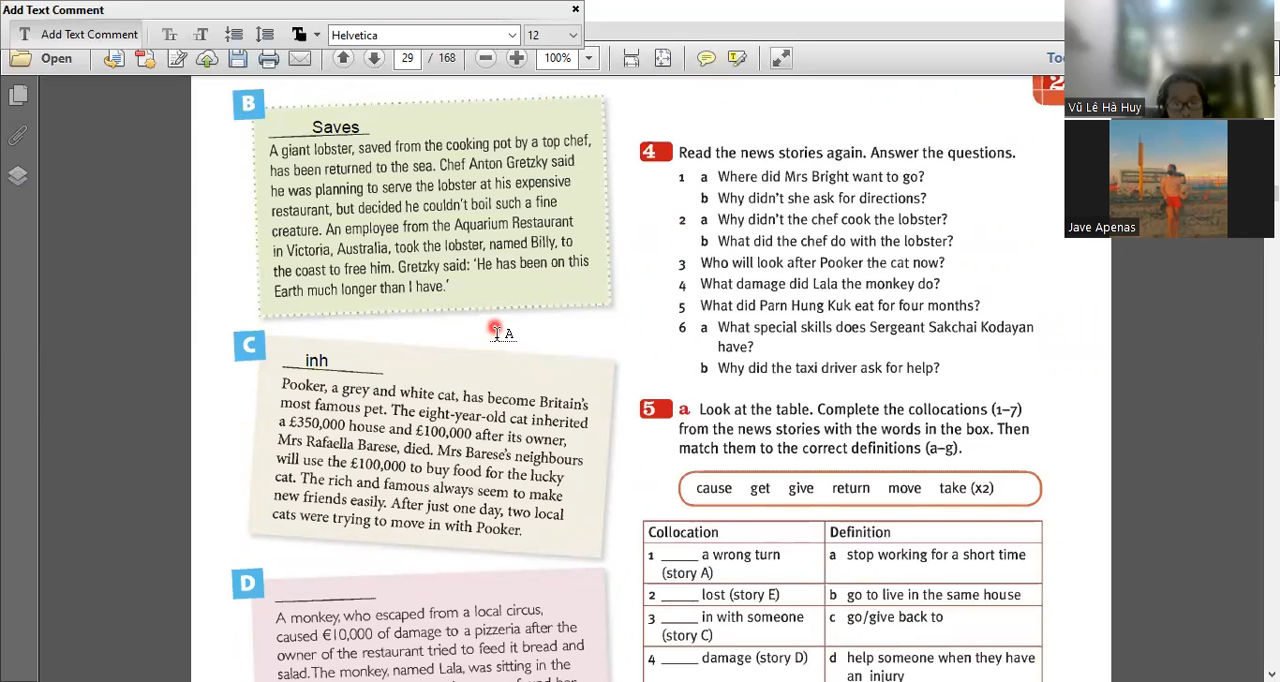 Add Text Comment
Add Text Comment
Helvetica
12
Open
29 / 168
100%
Too
Vũ Lê Hà Huy
Jave Apenas
2
B
Saves
A giant lobster, saved from the cooking pot by a top chef,
has been returned to the sea. Chef Anton Gretzky said
he was planning to serve the lobster at his expensive
restaurant, but decided he couldn't boil such a fine
creature. An employee from the Aquarium Restaurant
in Victoria, Australia, took the lobster, named Billy, to
the coast to free him. Gretzky said: 'He has been on this
Earth much longer than I have.'
A
C
inh
Pooker, a grey and white cat, has become Britain's
most famous pet. The eight-year-old cat inherited
a £350,000 house and £100,000 after its owner,
Mrs Rafaella Barese, died. Mrs Barese's neighbours
will use the £100,000 to buy food for the lucky
cat. The rich and famous always seem to make
new friends easily. After just one day, two local
cats were trying to move in with Pooker.
D
A monkey, who escaped from a local circus,
caused €10,000 of damage to a pizzeria after the
owner of the restaurant tried to feed it bread and
salad. The monkey, named Lala, was sitting in the
4 Read the news stories again. Answer the questions.
1 a Where did Mrs Bright want to go?
b Why didn't she ask for directions?
2 a Why didn't the chef cook the lobster?
b What did the chef do with the lobster?
3 Who will look after Pooker the cat now?
4 What damage did Lala the monkey do?
5 What did Parn Hung Kuk eat for four months?
6 a What special skills does Sergeant Sakchai Kodayan
have?
b Why did the taxi driver ask for help?
5 a Look at the table. Complete the collocations (1–7)
from the news stories with the words in the box. Then
match them to the correct definitions (a–g).
cause get give return move take (x2)
Collocation Definition
1 _____ a wrong turn a stop working for a short time
(story A)
2 _____ lost (story E) b go to live in the same house
3 _____ in with someone c go/give back to
(story C)
4 _____ damage (story D) d help someone when they have
an injury